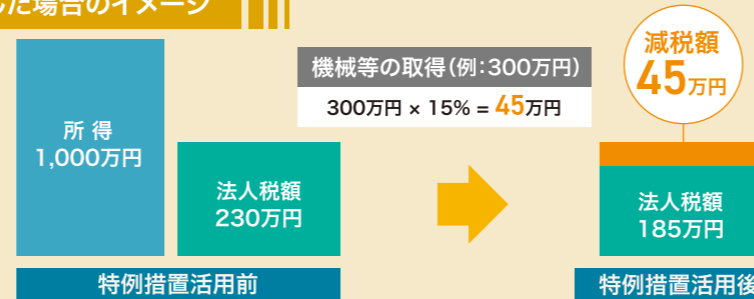 した場合のイメージ
所 得
1,000万円
法人税額
230万円
特例措置活用前
機械等の取得(例:300万円)
300万円 × 15% = 45万円
減税額
45万円
法人税額
185万円
特例措置活用後